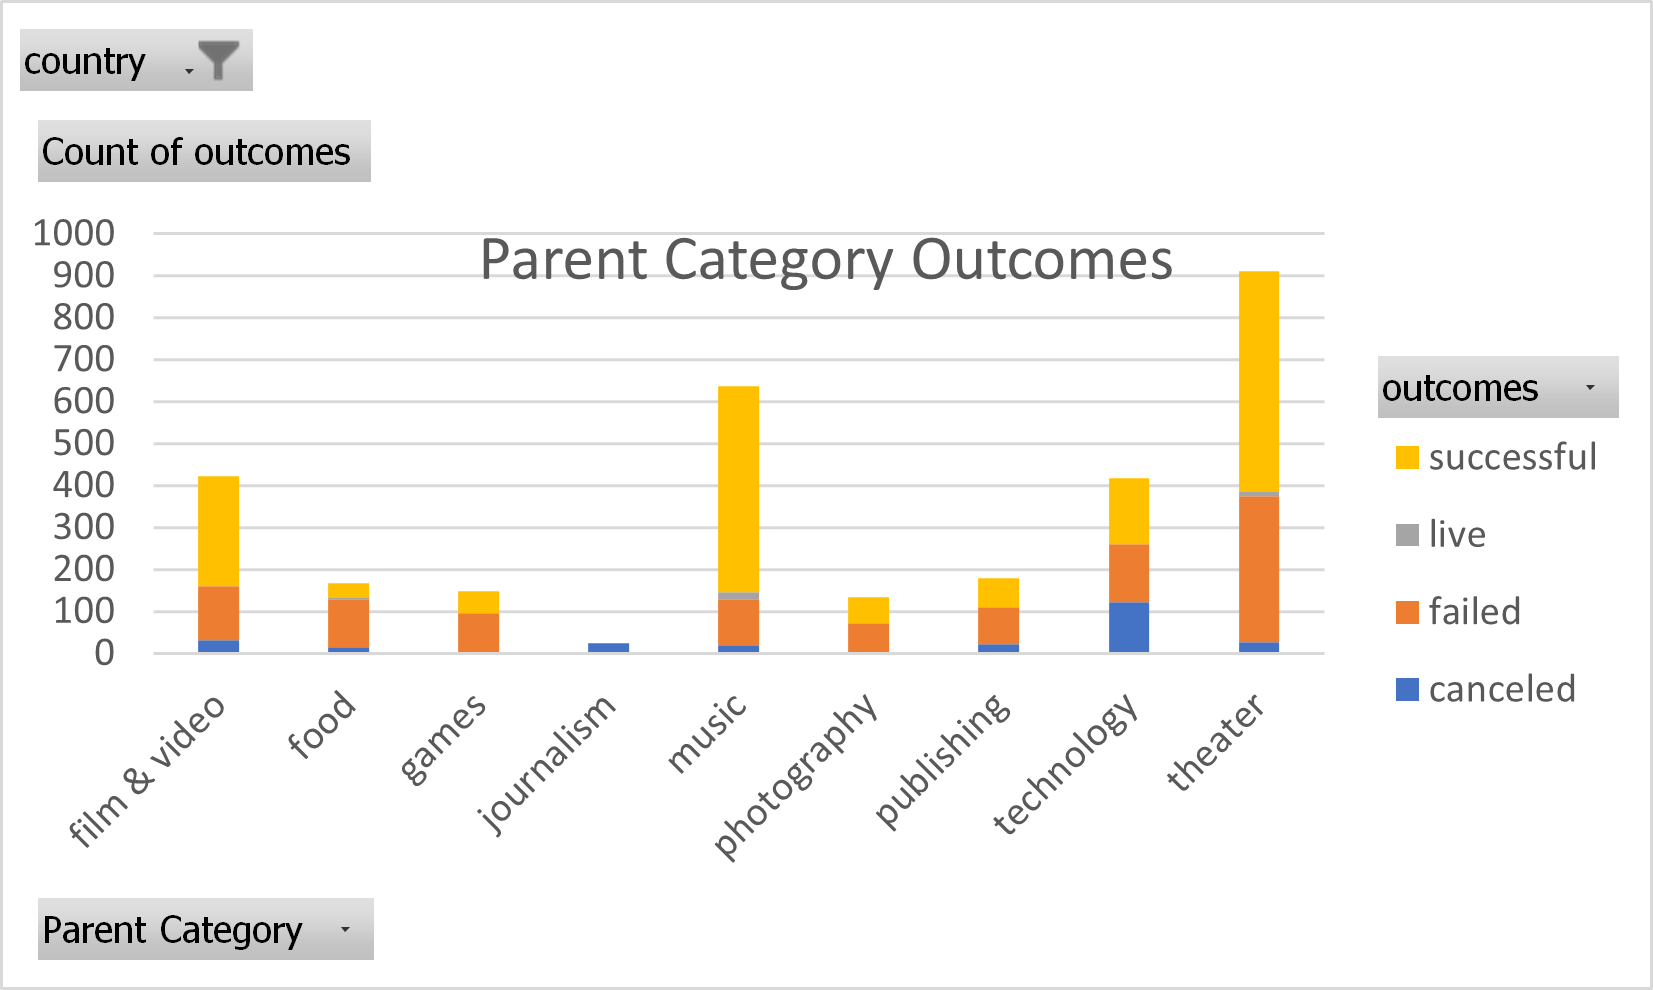 country
Count of outcomes
Parent Category Outcomes
1000
900
800
700
600
500
400
300
200
100
0
film & video
food
games
journalism
music
photography
publishing
technology
theater
outcomes
successful
live
failed
canceled
Parent Category